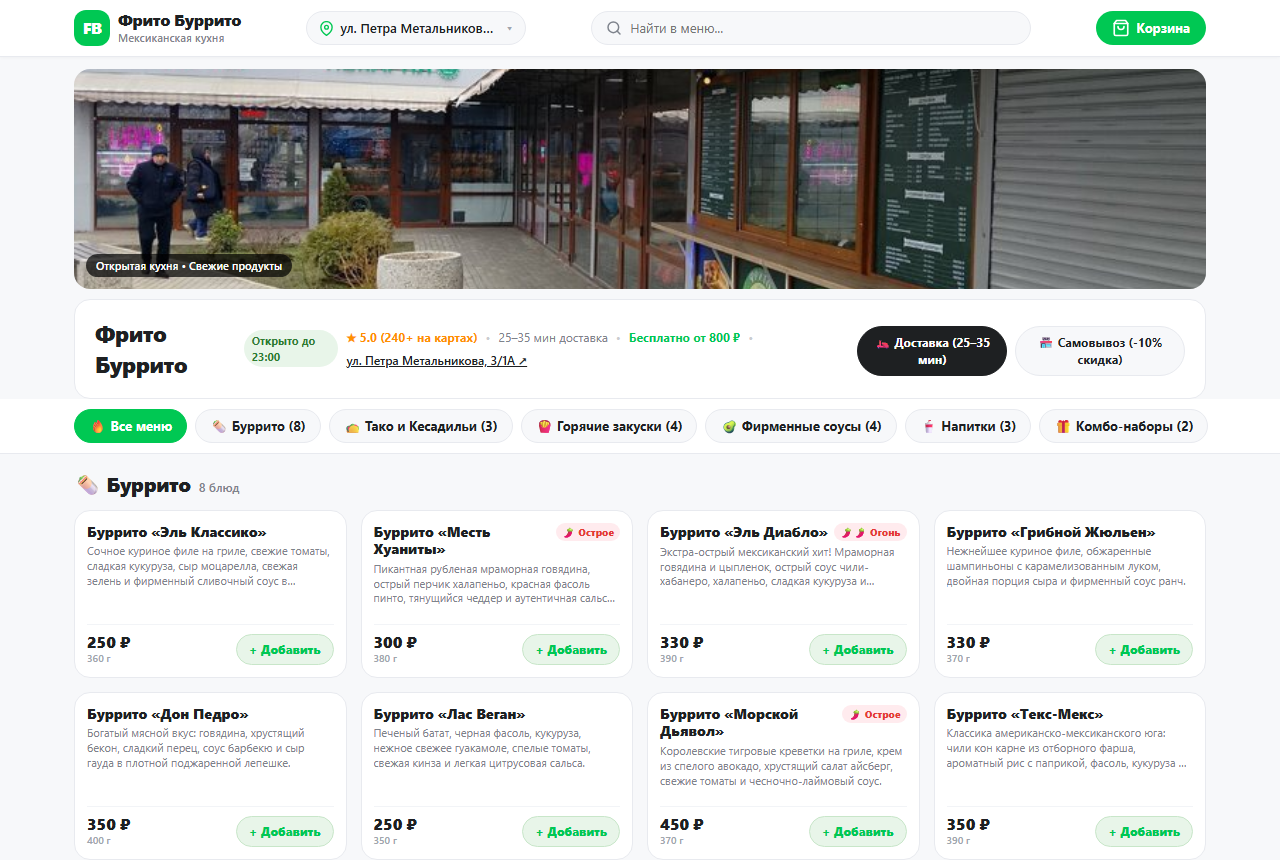 FB
Фрито Буррито
Мексиканская кухня
ул. Петра Метальников...
Найти в меню...
Корзина
Открытая кухня • Свежие продукты
Фрито
Буррито
Открыто до
23:00
★ 5.0 (240+ на картах) • 25–35 мин доставка • Бесплатно от 800 ₽ •
ул. Петра Метальникова, 3/1А ↗
Доставка (25–35
мин)
Самовывоз (-10%
скидка)
Все меню
Буррито (8)
Тако и Кесадильи (3)
Горячие закуски (4)
Фирменные соусы (4)
Напитки (3)
Комбо-наборы (2)
Буррито 8 блюд
Буррито «Эль Классико»
Сочное куриное филе на гриле, свежие томаты,
сладкая кукуруза, сыр моцарелла, свежая
зелень и фирменный сливочный соус в...
250 ₽
360 г
+ Добавить
Буррито «Месть
Хуаниты»
Острое
Пикантная рубленая мраморная говядина,
острый перчик халапеньо, красная фасоль
пинто, тянущийся чеддер и аутентичная сальс...
300 ₽
380 г
+ Добавить
Буррито «Эль Диабло»
Огонь
Экстра-острый мексиканский хит! Мраморная
говядина и цыпленок, острый соус чили-
хабанеро, халапеньо, сладкая кукуруза и...
330 ₽
390 г
+ Добавить
Буррито «Грибной Жюльен»
Нежнейшее куриное филе, обжаренные
шампиньоны с карамелизованным луком,
двойная порция сыра и фирменный соус ранч.
330 ₽
370 г
+ Добавить
Буррито «Дон Педро»
Богатый мясной вкус: говядина, хрустящий
бекон, сладкий перец, соус барбекю и сыр
гауда в плотной поджаренной лепешке.
350 ₽
400 г
+ Добавить
Буррито «Лас Веган»
Печеный батат, черная фасоль, кукуруза,
нежное свежее гуакамоле, спелые томаты,
свежая кинза и легкая цитрусовая сальса.
250 ₽
350 г
+ Добавить
Буррито «Морской
Дьявол»
Острое
Королевские тигровые креветки на гриле, крем
из спелого авокадо, хрустящий салат айсберг,
свежие томаты и чесночно-лаймовый соус.
450 ₽
370 г
+ Добавить
Буррито «Текс-Мекс»
Классика американско-мексиканского юга:
чили кон карне из отборного фарша,
ароматный рис с паприкой, фасоль, кукуруза ...
350 ₽
390 г
+ Добавить